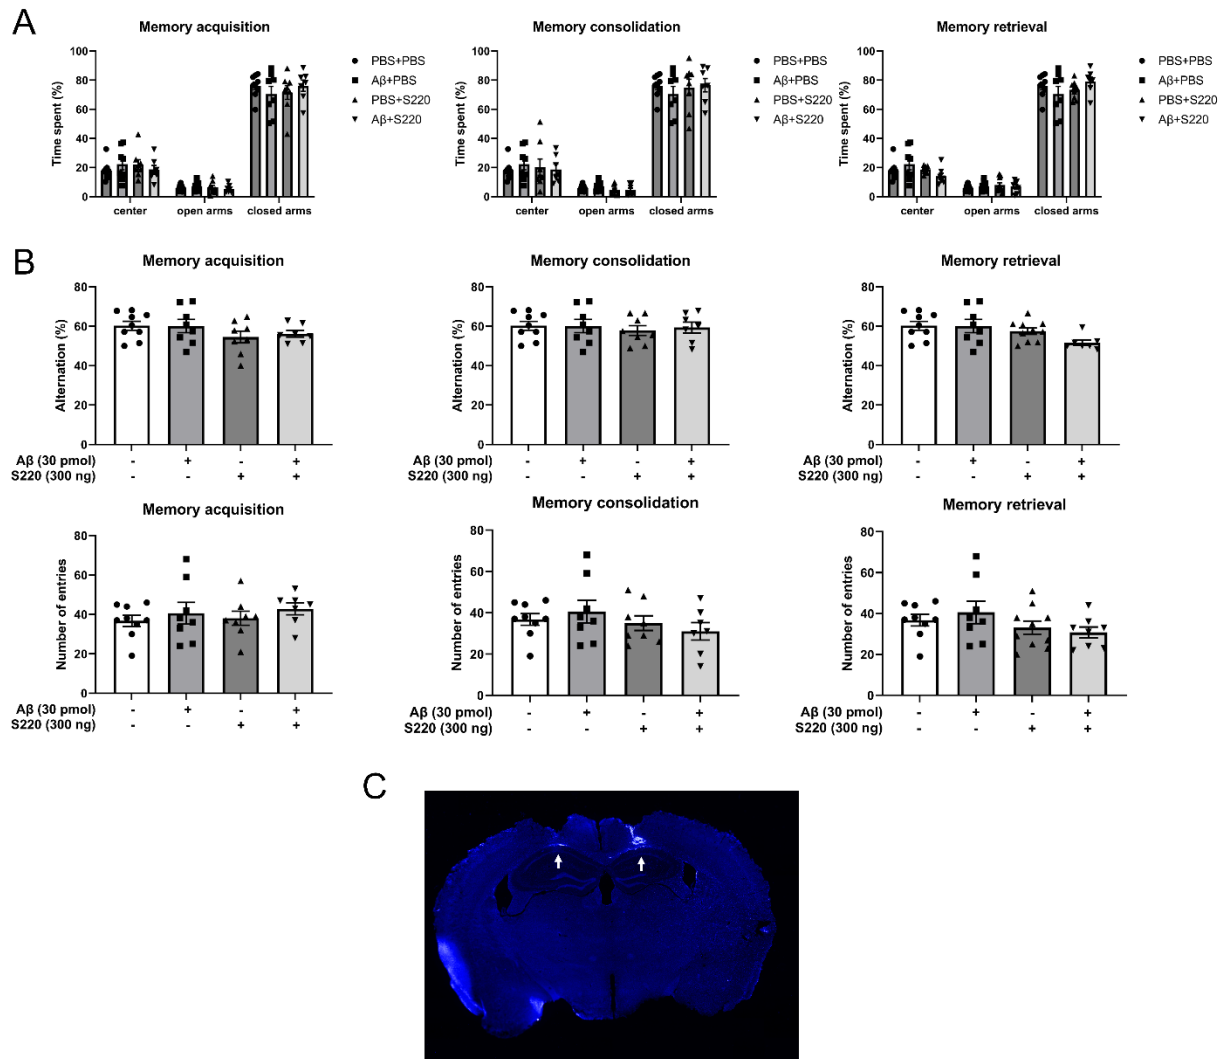 A
Memory acquisition
Time spent (%)
100
80
60
40
20
0
center
open arms
closed arms
PBS+PBS
Aβ+PBS
PBS+S220
Aβ+S220
Memory consolidation
Time spent (%)
100
80
60
40
20
0
center
open arms
closed arms
PBS+PBS
Aβ+PBS
PBS+S220
Aβ+S220
Memory retrieval
Time spent (%)
100
80
60
40
20
0
center
open arms
closed arms
PBS+PBS
Aβ+PBS
PBS+S220
Aβ+S220
B
Memory acquisition
Alternation (%)
80
60
40
20
0
Aβ (30 pmol) - + - +
S220 (300 ng) - - + +
Memory consolidation
Alternation (%)
80
60
40
20
0
Aβ (30 pmol) - + - +
S220 (300 ng) - - + +
Memory retrieval
Alternation (%)
80
60
40
20
0
Aβ (30 pmol) - + - +
S220 (300 ng) - - + +
Memory acquisition
Number of entries
80
60
40
20
0
Aβ (30 pmol) - + - +
S220 (300 ng) - - + +
Memory consolidation
Number of entries
80
60
40
20
0
Aβ (30 pmol) - + - +
S220 (300 ng) - - + +
Memory retrieval
Number of entries
80
60
40
20
0
Aβ (30 pmol) - + - +
S220 (300 ng) - - + +
C